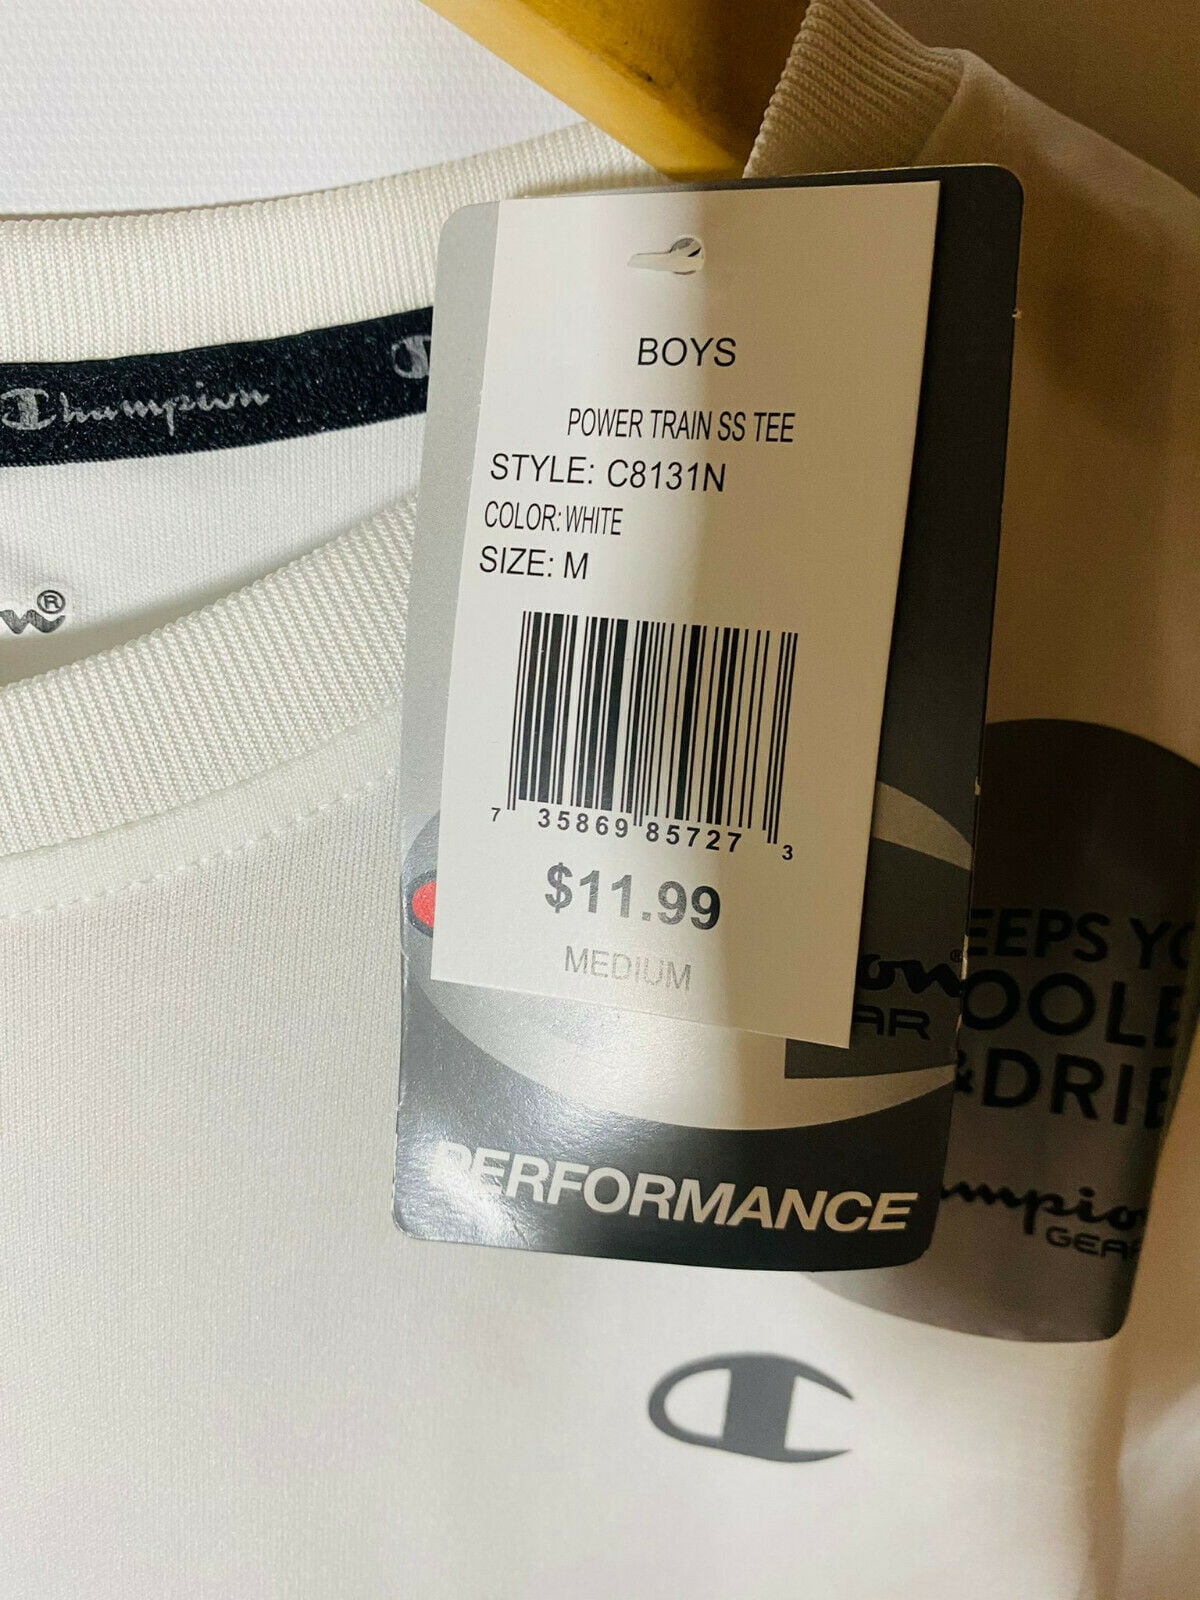 BOYS
POWER TRAIN SS TEE
STYLE: C8131N
COLOR: WHITE
SIZE: M
7 35869 85727 3
$11.99
MEDIUM
PERFORMANCE
Champion